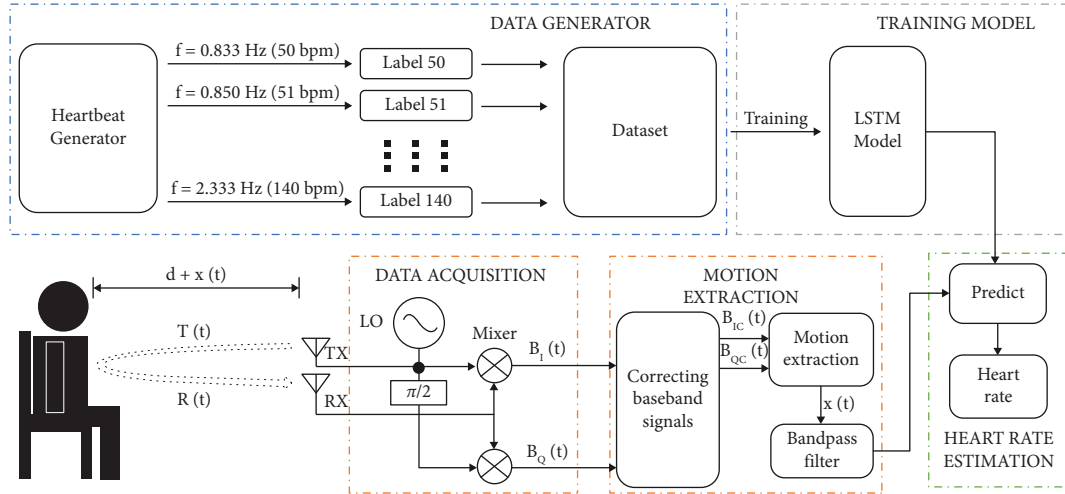 DATA GENERATOR
TRAINING MODEL
Heartbeat
Generator
f = 0.833 Hz (50 bpm)
Label 50
f = 0.850 Hz (51 bpm)
Label 51
f = 2.333 Hz (140 bpm)
Label 140
Dataset
Training
LSTM
Model
d + x (t)
T (t)
R (t)
DATA ACQUISITION
LO
TX
RX
π/2
Mixer
B_I (t)
B_Q (t)
MOTION
EXTRACTION
Correcting
baseband
signals
B_IC (t)
B_QC (t)
Motion
extraction
x (t)
Bandpass
filter
Predict
Heart
rate
HEART RATE
ESTIMATION